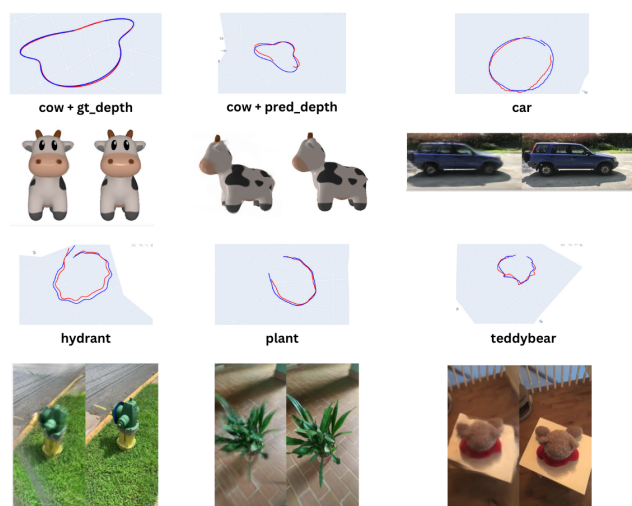 cow + gt_depth
cow + pred_depth
car
hydrant
plant
teddybear